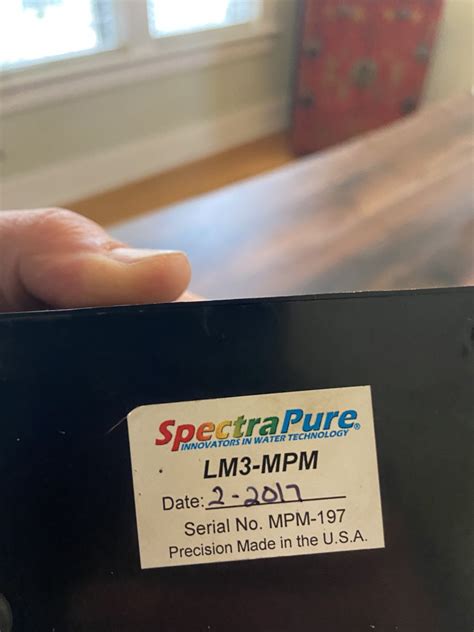 SpectraPure®
INNOVATORS IN WATER TECHNOLOGY
LM3-MPM
Date: 2-2017
Serial No. MPM-197
Precision Made in the U.S.A.